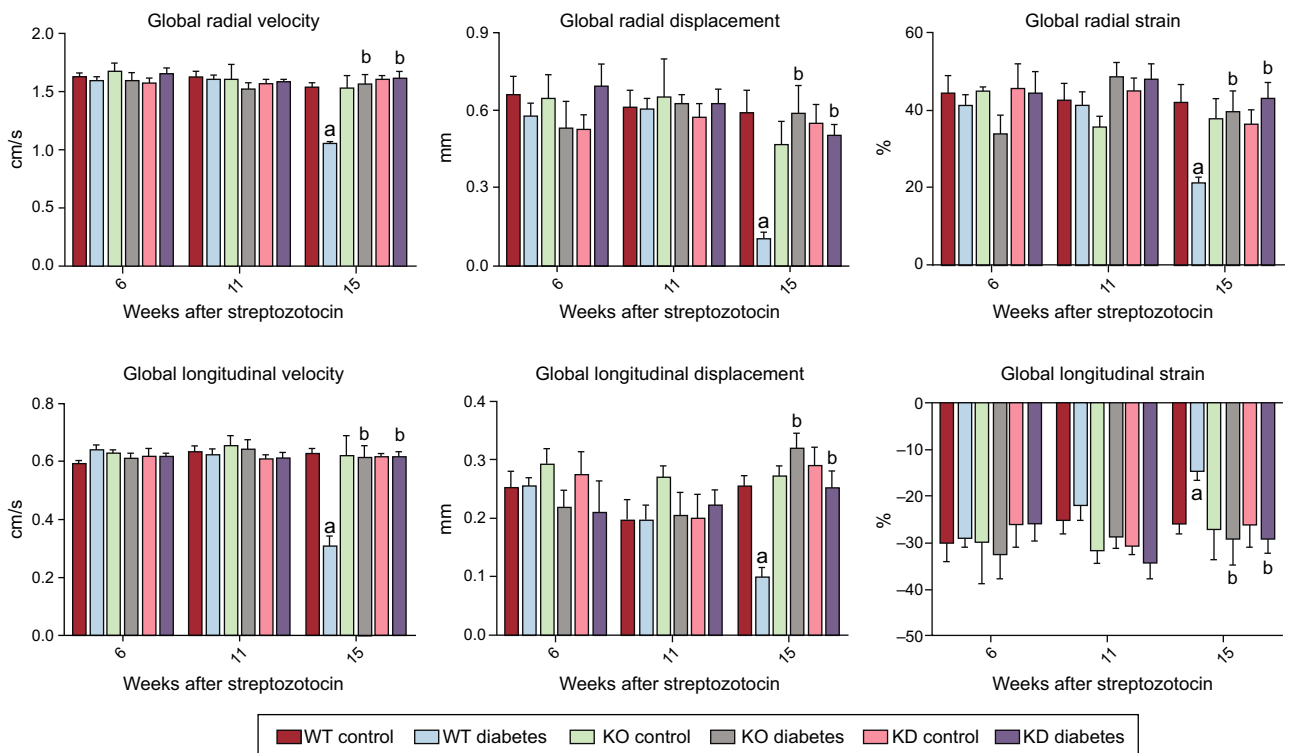 Global radial velocity
2.0
1.5
1.0
0.5
0.0
cm/s
a
b
b
6
11
15
Weeks after streptozotocin
Global radial displacement
0.9
0.6
0.3
0.0
mm
a
b
b
6
11
15
Weeks after streptozotocin
Global radial strain
60
40
20
0
%
a
b
b
6
11
15
Weeks after streptozotocin
Global longitudinal velocity
0.8
0.6
0.4
0.2
0.0
cm/s
a
b
b
6
11
15
Weeks after streptozotocin
Global longitudinal displacement
0.4
0.3
0.2
0.1
0.0
mm
a
b
b
6
11
15
Weeks after streptozotocin
Global longitudinal strain
0
–10
–20
–30
–40
–50
%
a
b
b
6
11
15
Weeks after streptozotocin
WT control WT diabetes KO control KO diabetes KD control KD diabetes